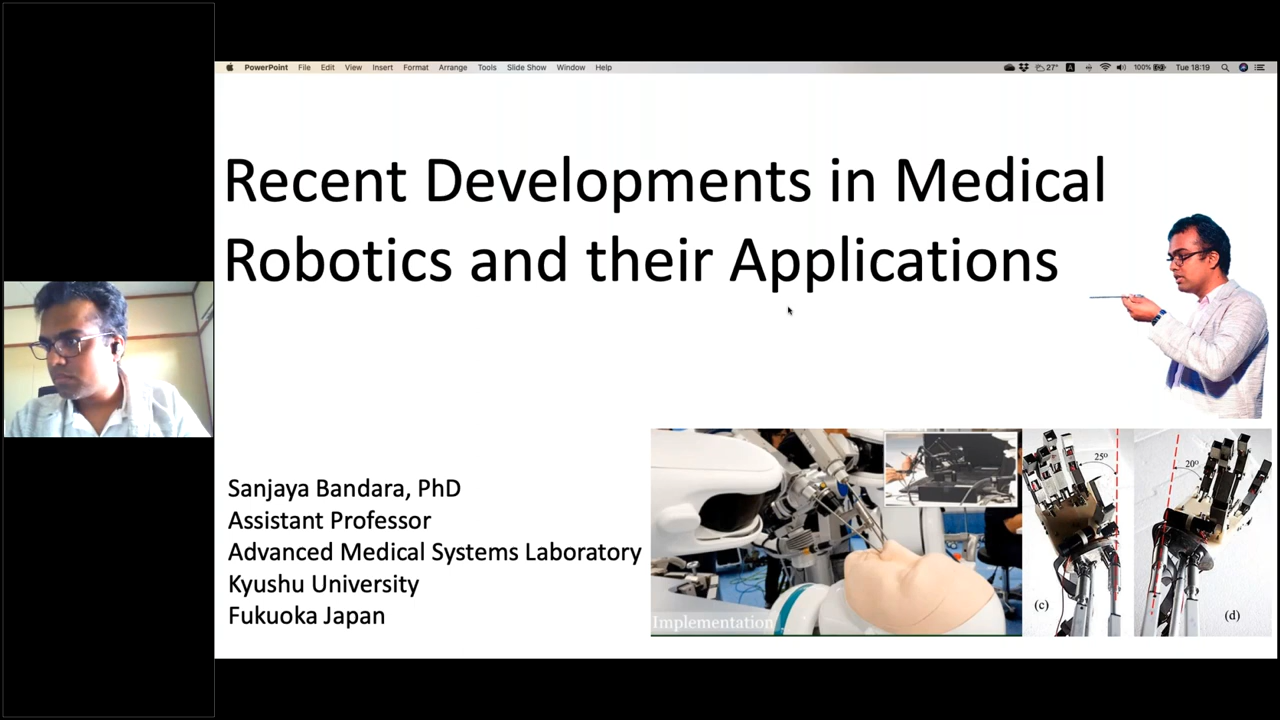 PowerPoint File Edit View Insert Format Arrange Tools Slide Show Window Help 27° A 100% Tue 18:19
Recent Developments in Medical
Robotics and their Applications
Sanjaya Bandara, PhD
Assistant Professor
Advanced Medical Systems Laboratory
Kyushu University
Fukuoka Japan
Implementation
25°
(c)
20°
(d)